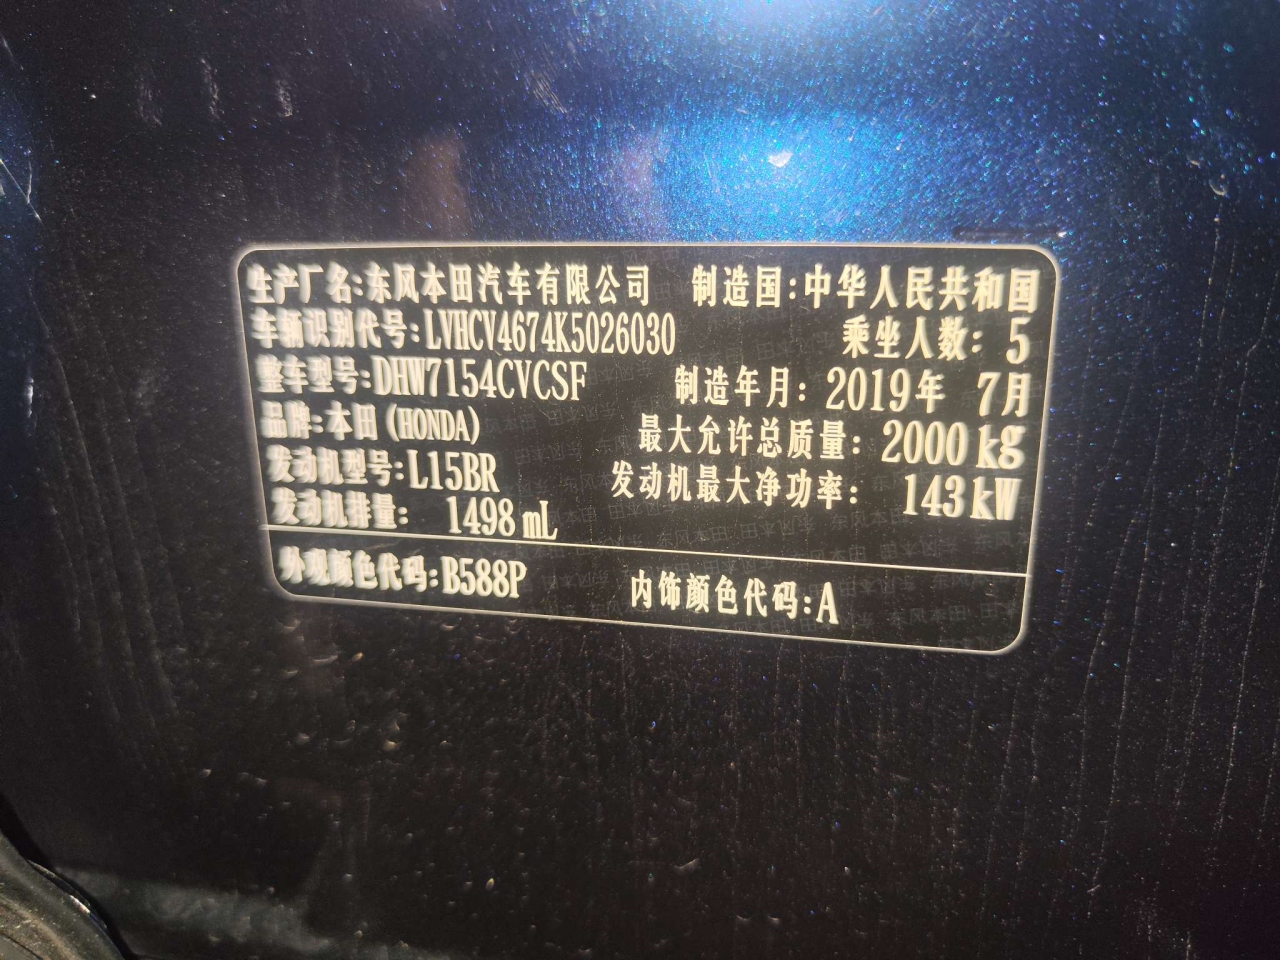 生产厂名:东风本田汽车有限公司 制造国:中华人民共和国
车辆识别代号:LVHCV4674K5026030 乘坐人数: 5
整车型号:DHW7154CVCSF 制造年月: 2019年 7月
品牌:本田(HONDA) 最大允许总质量: 2000kg
发动机型号:L15BR 发动机最大净功率: 143kW
发动机排量: 1498mL
外观颜色代码:B588P 内饰颜色代码:A